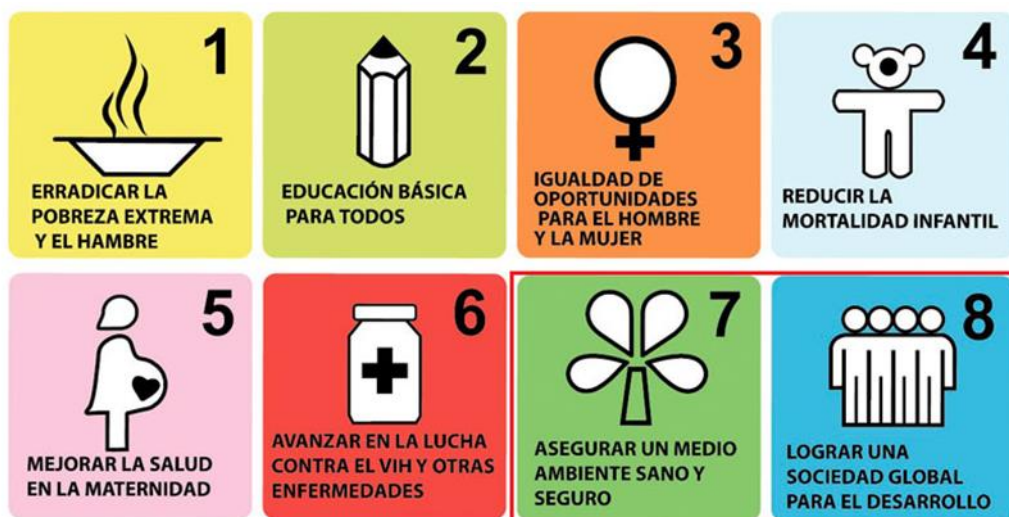 1
ERRADICAR LA
POBREZA EXTREMA
Y EL HAMBRE
2
EDUCACIÓN BÁSICA
PARA TODOS
3
IGUALDAD DE
OPORTUNIDADES
PARA EL HOMBRE
Y LA MUJER
4
REDUCIR LA
MORTALIDAD INFANTIL
5
MEJORAR LA SALUD
EN LA MATERNIDAD
6
AVANZAR EN LA LUCHA
CONTRA EL VIH Y OTRAS
ENFERMEDADES
7
ASEGURAR UN MEDIO
AMBIENTE SANO Y
SEGURO
8
LOGRAR UNA
SOCIEDAD GLOBAL
PARA EL DESARROLLO